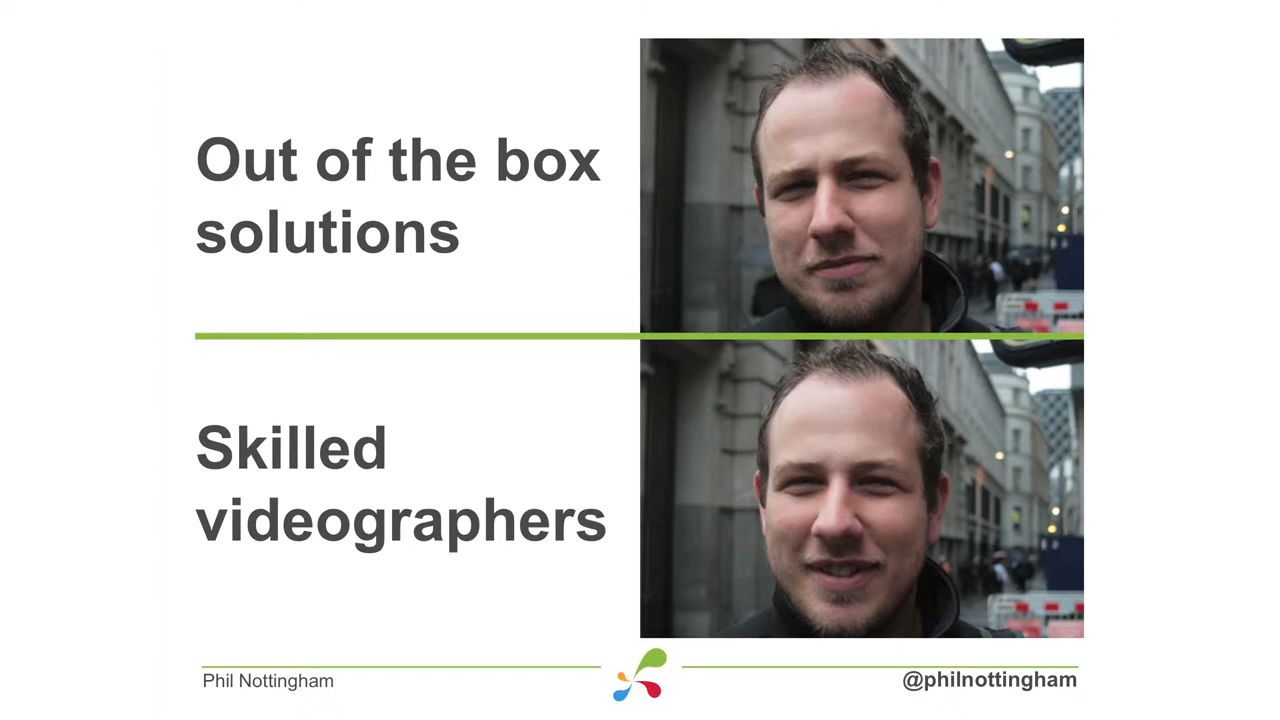 Out of the box
solutions
Skilled
videographers
Phil Nottingham
@philnottingham